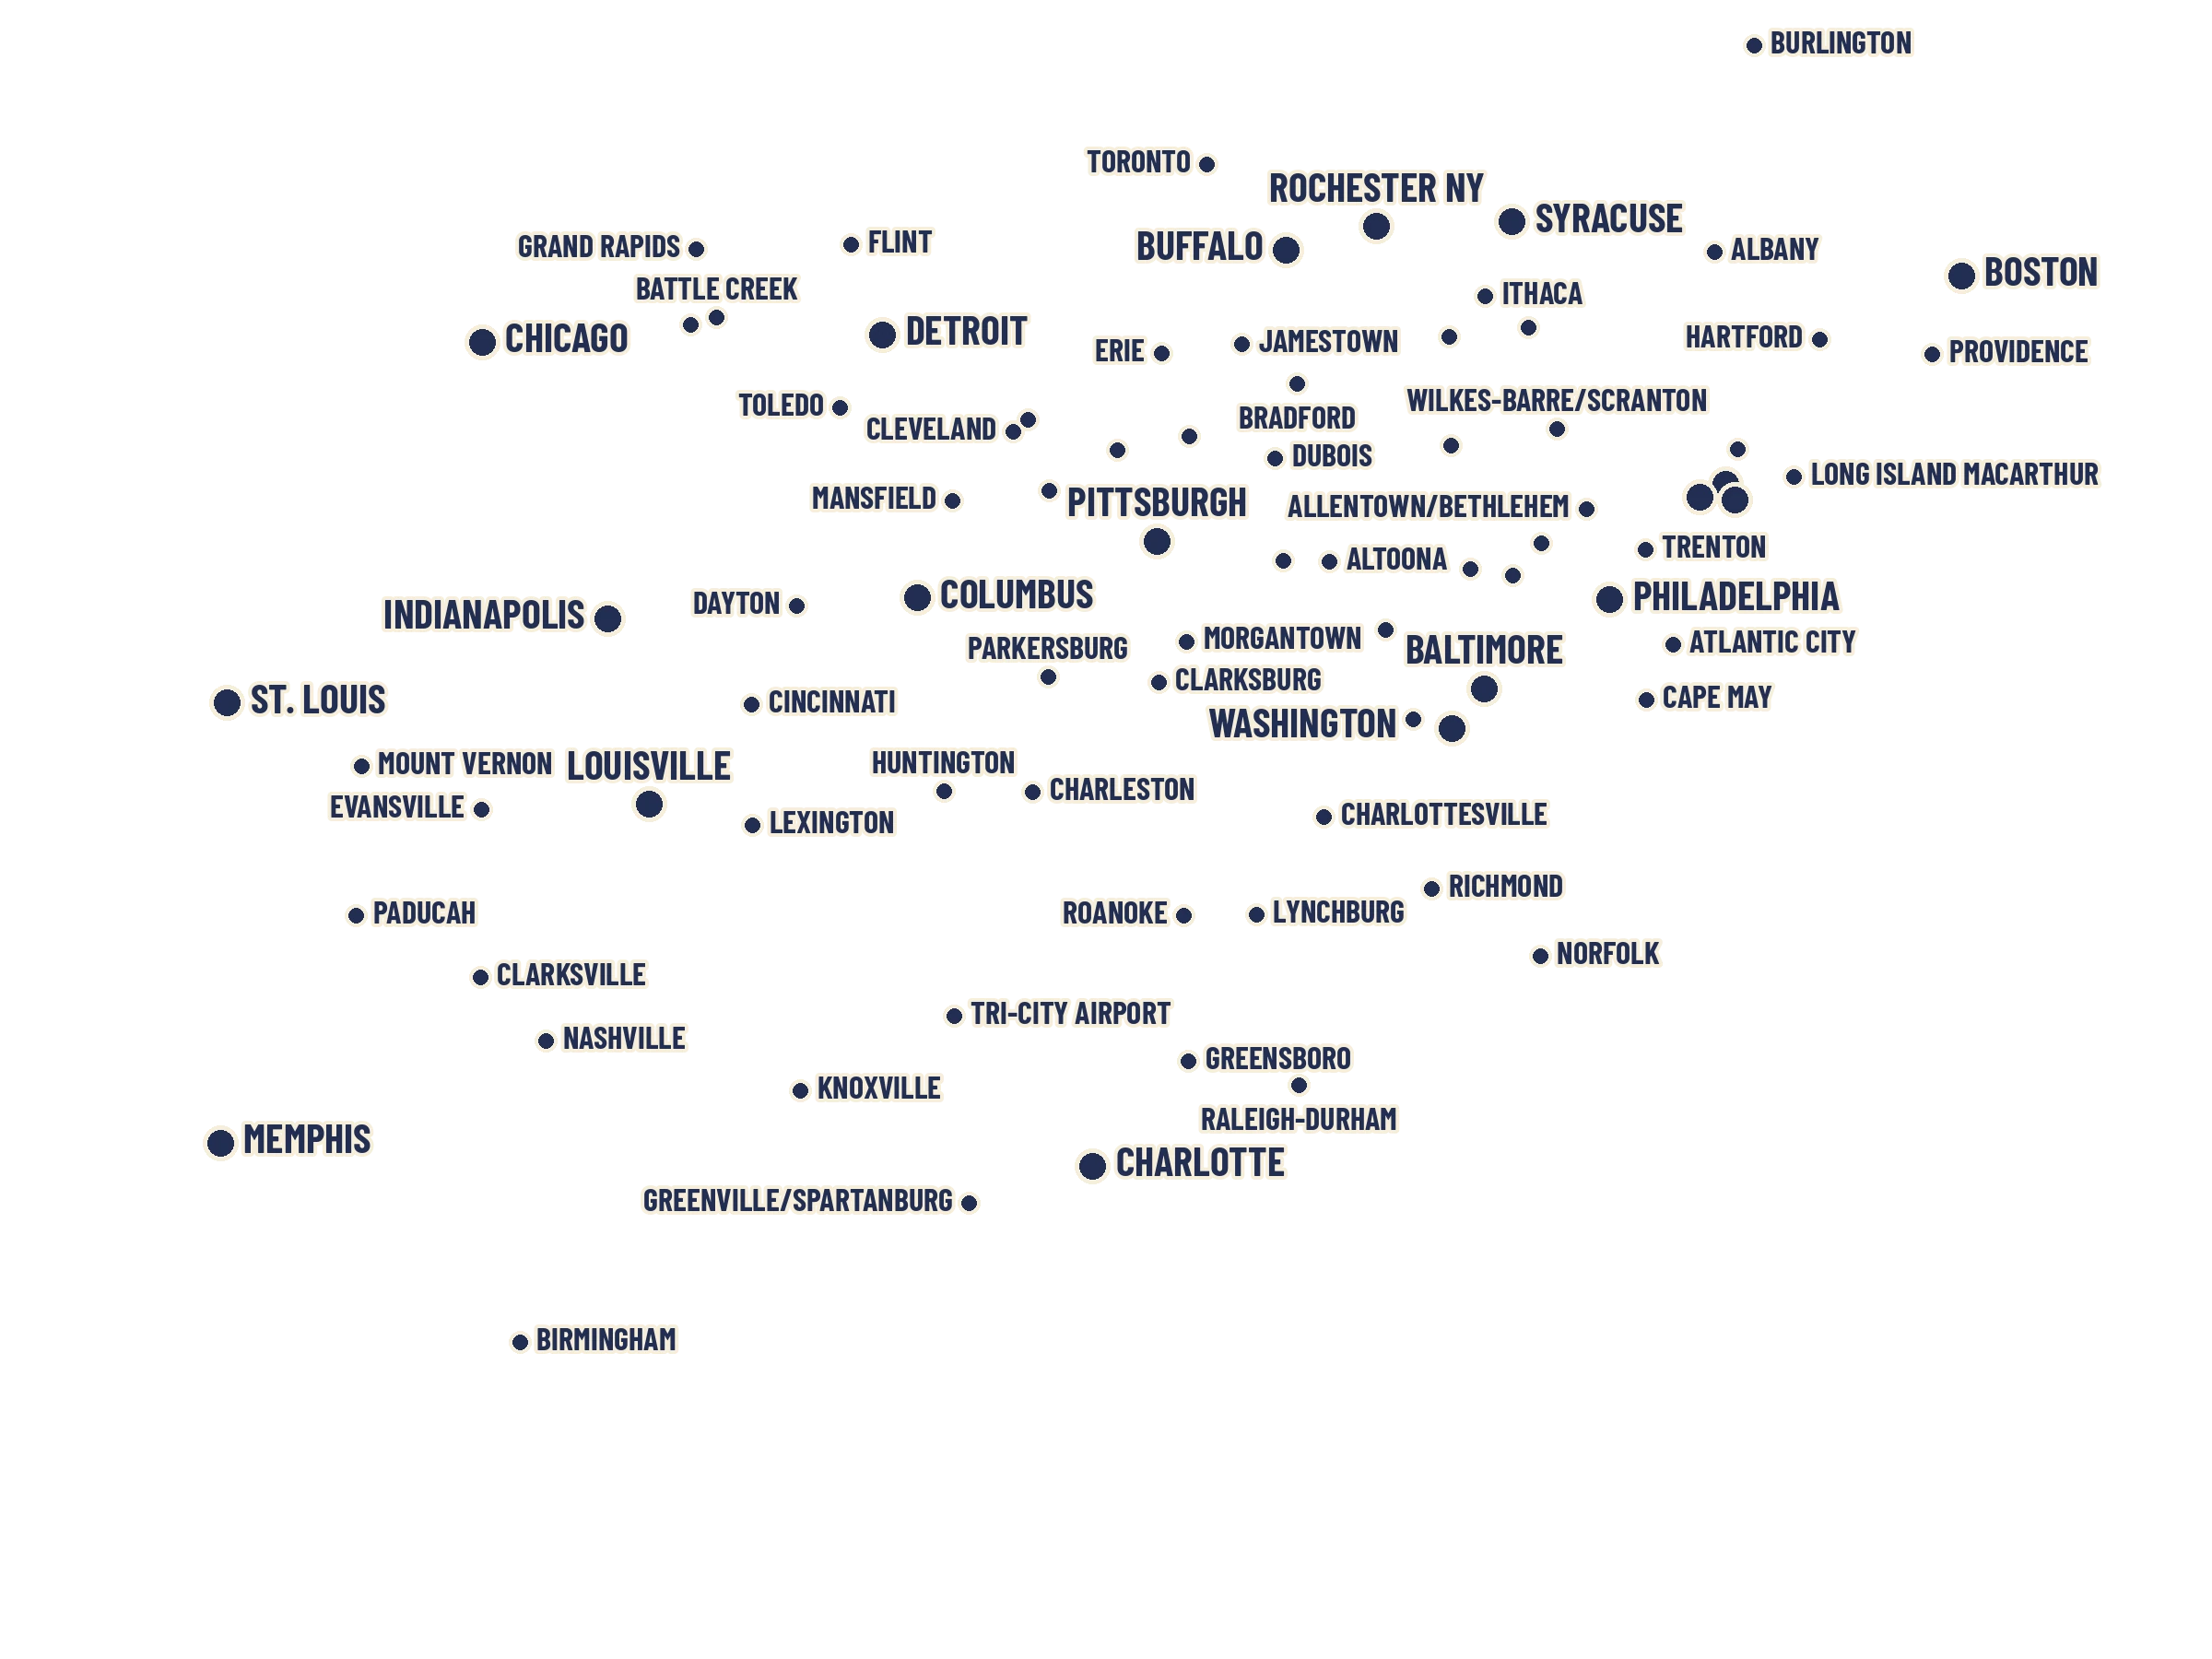 BURLINGTON
TORONTO
ROCHESTER NY
SYRACUSE
GRAND RAPIDS
FLINT
BUFFALO
ALBANY
BOSTON
BATTLE CREEK
ITHACA
CHICAGO
DETROIT
ERIE
JAMESTOWN
HARTFORD
PROVIDENCE
TOLEDO
WILKES-BARRE/SCRANTON
CLEVELAND
BRADFORD
DUBOIS
LONG ISLAND MACARTHUR
MANSFIELD
PITTSBURGH
ALLENTOWN/BETHLEHEM
ALTOONA
TRENTON
INDIANAPOLIS
DAYTON
COLUMBUS
PHILADELPHIA
PARKERSBURG
MORGANTOWN
BALTIMORE
ATLANTIC CITY
CLARKSBURG
ST. LOUIS
CINCINNATI
WASHINGTON
CAPE MAY
MOUNT VERNON
LOUISVILLE
HUNTINGTON
CHARLESTON
EVANSVILLE
LEXINGTON
CHARLOTTESVILLE
RICHMOND
PADUCAH
ROANOKE
LYNCHBURG
NORFOLK
CLARKSVILLE
TRI-CITY AIRPORT
NASHVILLE
GREENSBORO
KNOXVILLE
RALEIGH-DURHAM
MEMPHIS
CHARLOTTE
GREENVILLE/SPARTANBURG
BIRMINGHAM